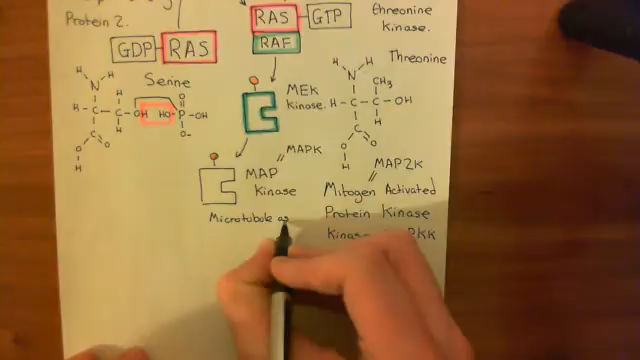 Protein 2.
GDP RAS
RAS GTP
RAF
threonine
kinase.
Serine
H H
N
H-C-C-OH HO-P-OH
H
H
O
O-
C
O
O
H
MEK
kinase.
Threonine
H H
N
CH3
H-C-C-OH
H
C
O
O
H
MAPK
MAP
kinase
Microtubole as
MAP2K
Mitogen Activated
Protein Kinase